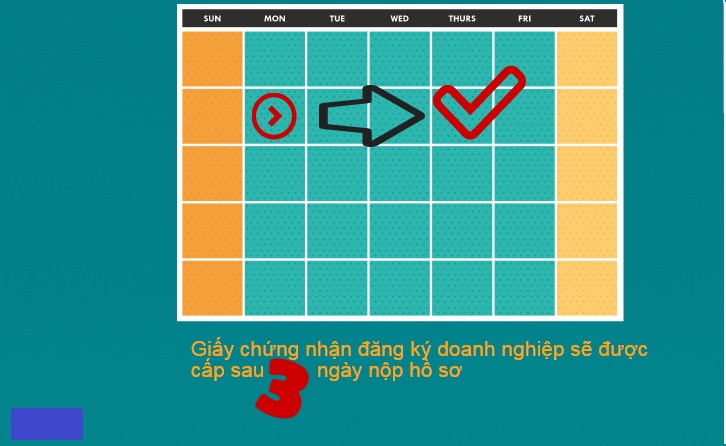 SUN MON TUE WED THURS FRI SAT
Giấy chứng nhận đăng ký doanh nghiệp sẽ được
cấp sau 3 ngày nộp hồ sơ